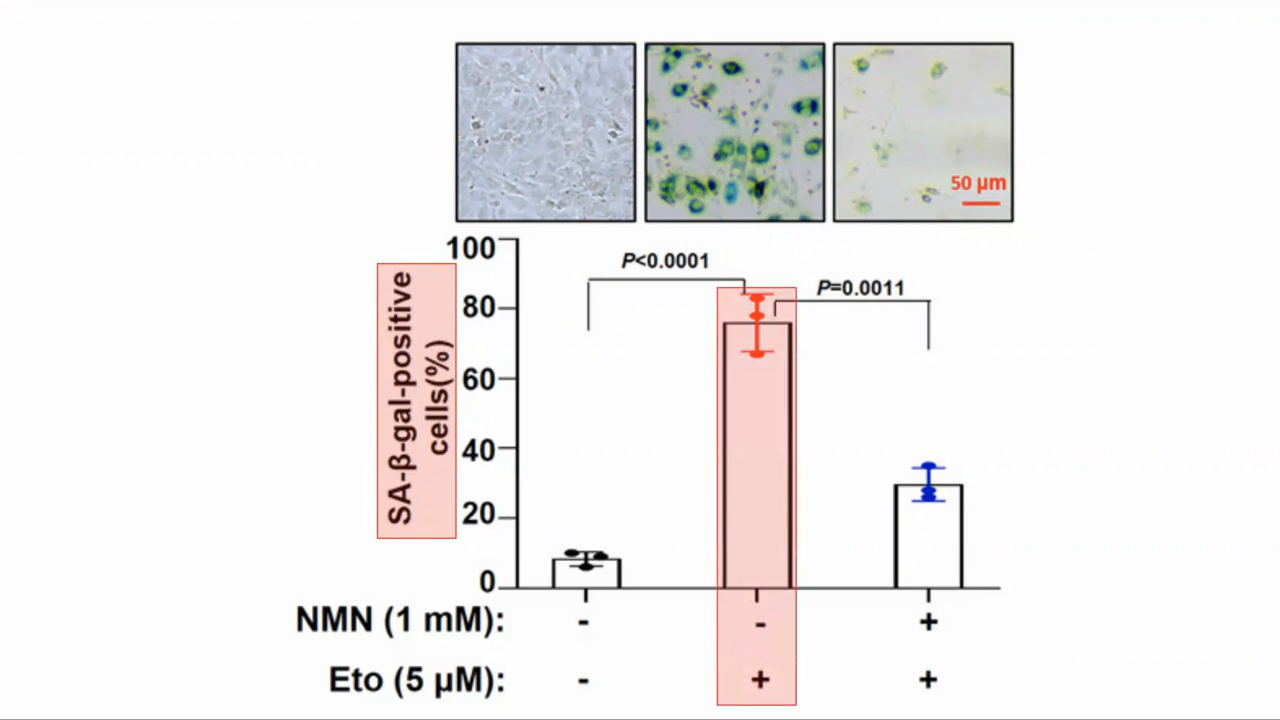 50 µm
100
80
60
40
20
0
SA-β-gal-positive
cells(%)
P<0.0001
P=0.0011
NMN (1 mM): - - +
Eto (5 µM): - + +